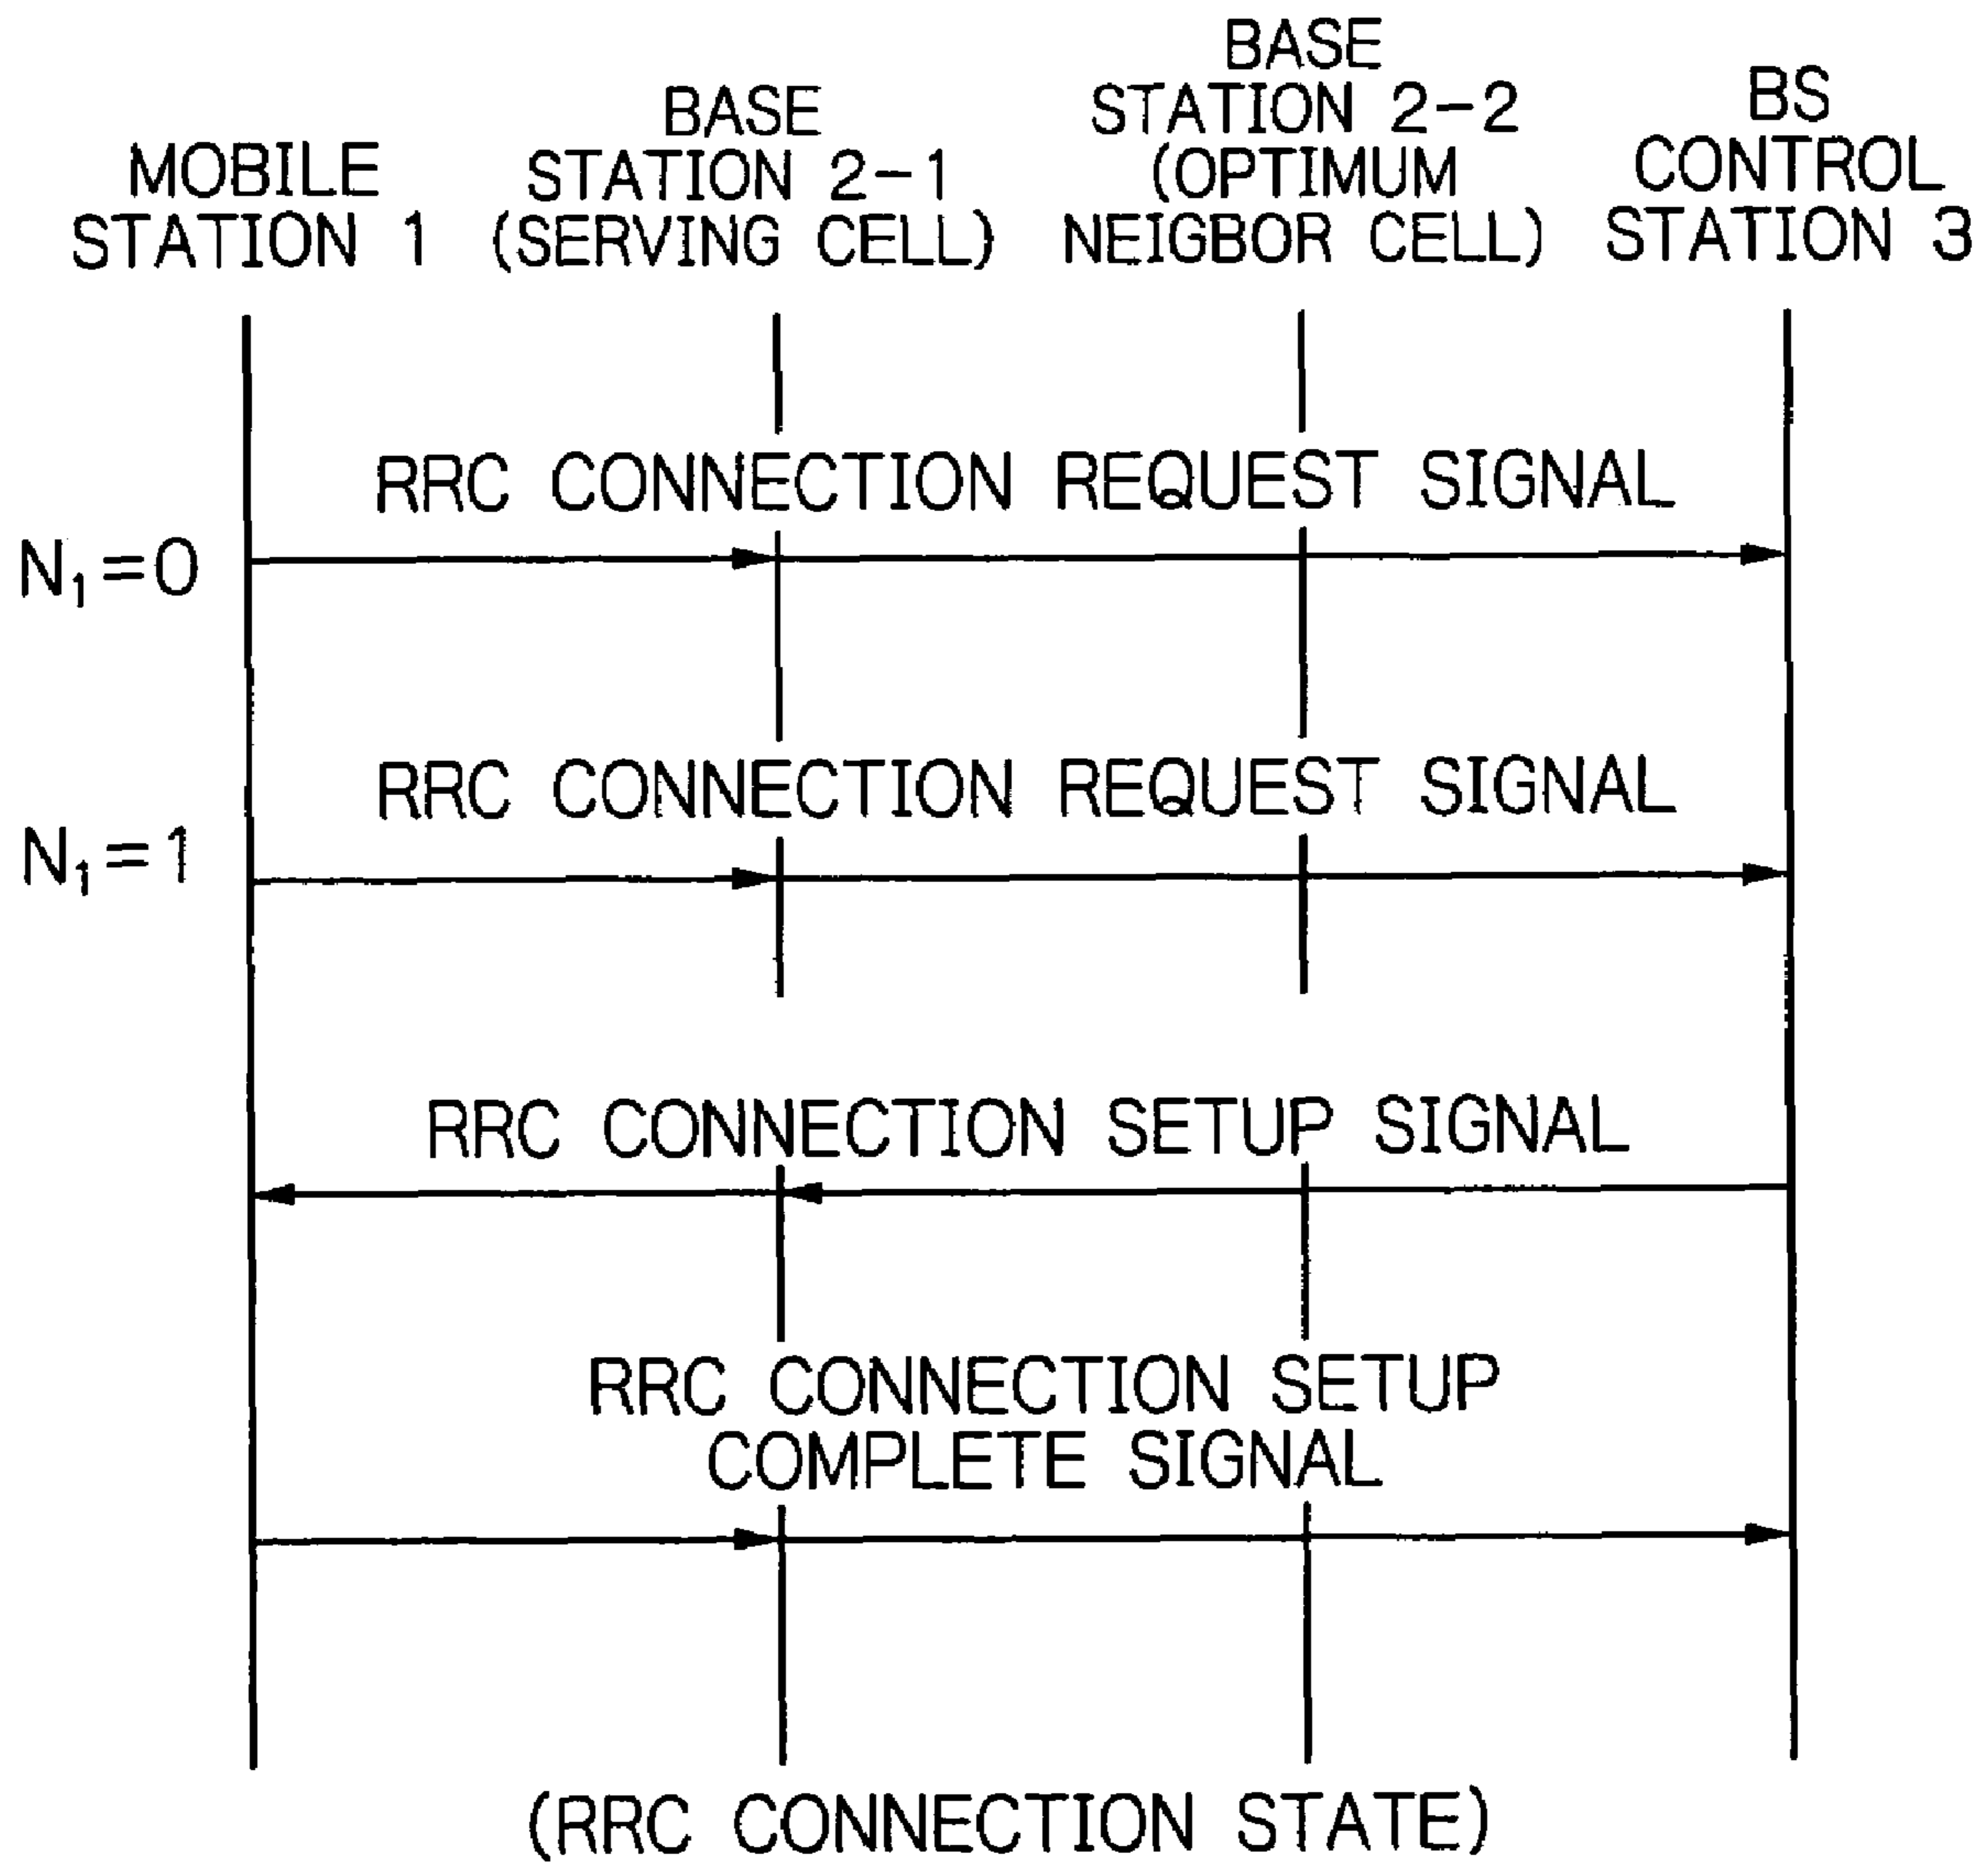 MOBILE
STATION 1
BASE
STATION 2-1
(SERVING CELL)
BASE
STATION 2-2
(OPTIMUM
NEIGBOR CELL)
BS
CONTROL
STATION 3
RRC CONNECTION REQUEST SIGNAL
N₁=0
RRC CONNECTION REQUEST SIGNAL
N₁=1
RRC CONNECTION SETUP SIGNAL
RRC CONNECTION SETUP
COMPLETE SIGNAL
(RRC CONNECTION STATE)